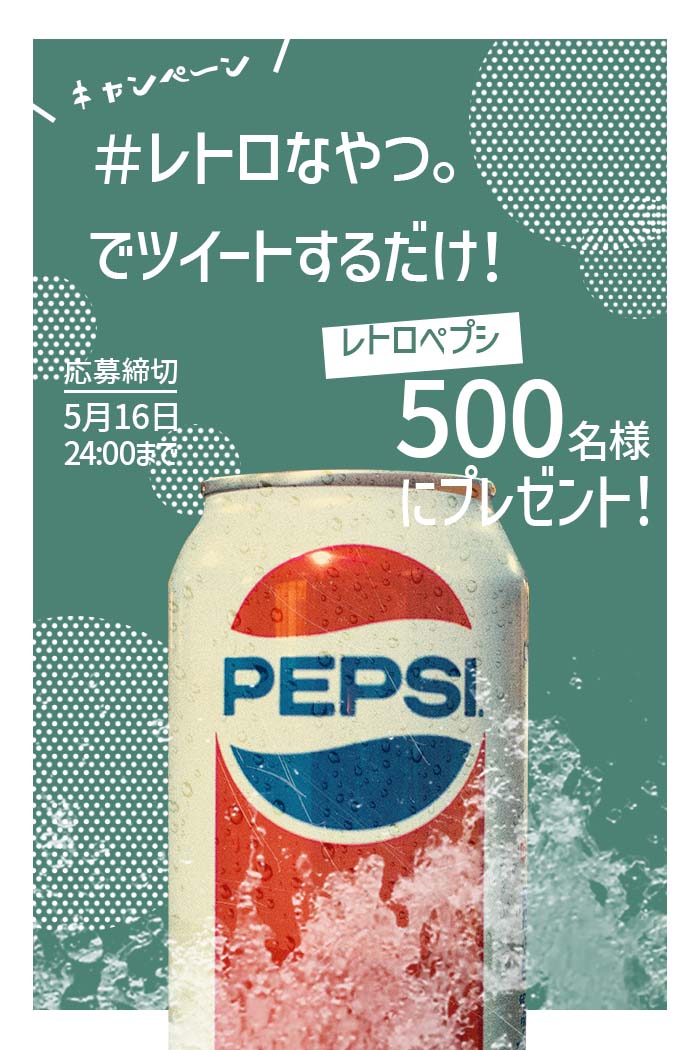 キャンペーン
#レトロなやつ。
でツイートするだけ!
レトロペプシ
500名様
にプレゼント!
応募締切
5月16日
24:00まで
PEPSI